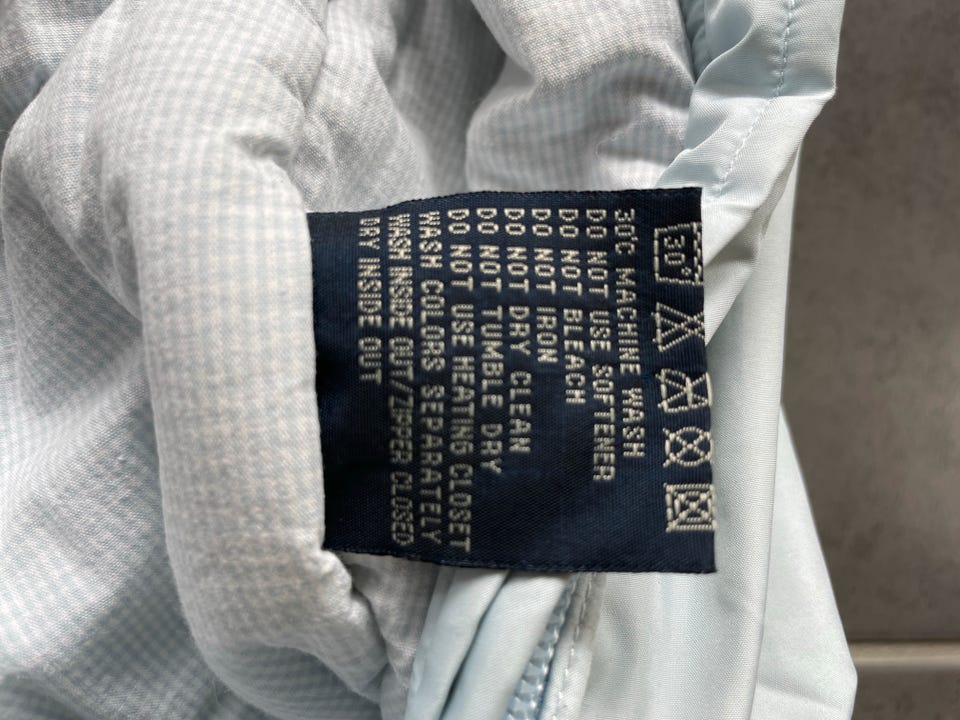 30°
30°C MACHINE WASH
DO NOT USE SOFTENER
DO NOT BLEACH
DO NOT IRON
DO NOT DRY CLEAN
DO NOT TUMBLE DRY
DO NOT USE HEATING CLOSET
WASH COLORS SEPARATELY
WASH INSIDE OUT/ZIPPER CLOSED
DRY INSIDE OUT